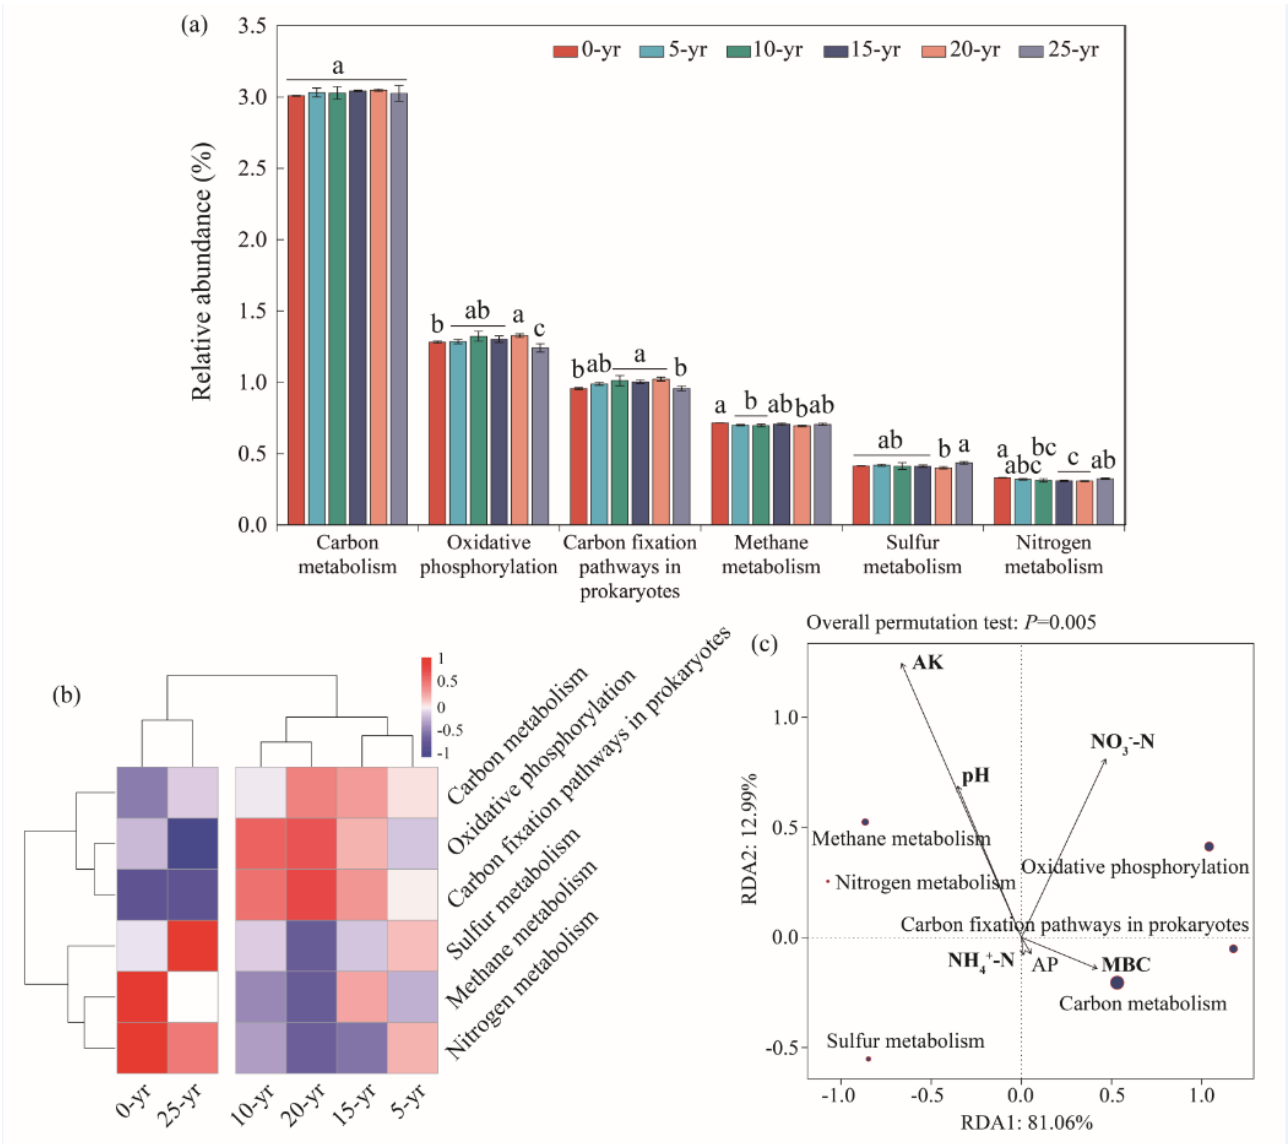 (a)
3.5
3.0
2.5
2.0
1.5
1.0
0.5
0.0
Relative abundance (%)
0-yr 5-yr 10-yr 15-yr 20-yr 25-yr
a
b ab a c
b ab a b
a b ab b ab
ab b a
a abc bc c ab
Carbon metabolism
Oxidative phosphorylation
Carbon fixation pathways in prokaryotes
Methane metabolism
Sulfur metabolism
Nitrogen metabolism
(b)
1
0.5
0
-0.5
-1
Carbon metabolism
Oxidative phosphorylation
Carbon fixation pathways in prokaryotes
Sulfur metabolism
Methane metabolism
Nitrogen metabolism
0-yr 25-yr 10-yr 20-yr 15-yr 5-yr
Overall permutation test: P=0.005
(c)
AK
NO₃⁻-N
pH
Methane metabolism
Oxidative phosphorylation
Nitrogen metabolism
Carbon fixation pathways in prokaryotes
NH₄⁺-N
AP
MBC
Carbon metabolism
Sulfur metabolism
1.0
0.5
0.0
-0.5
RDA2: 12.99%
-1.0 -0.5 0.0 0.5 1.0
RDA1: 81.06%